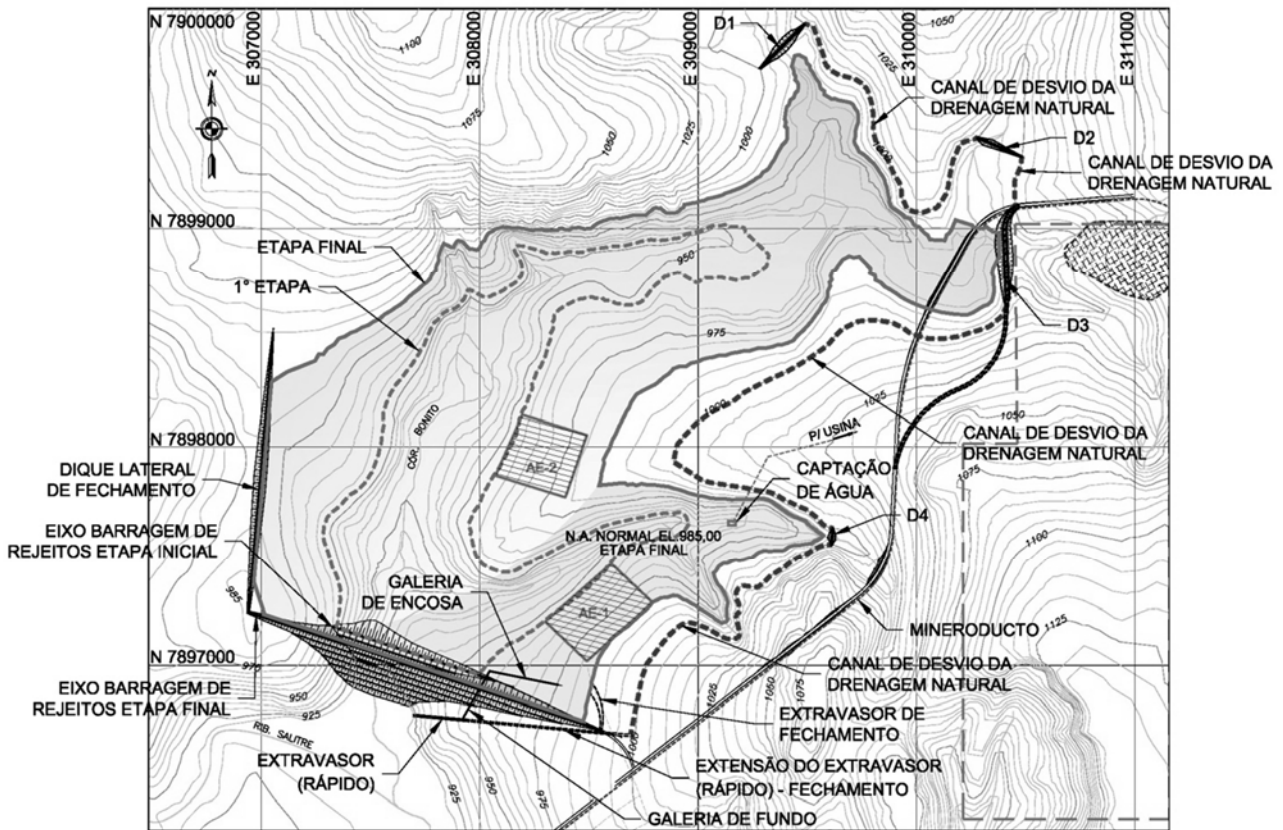 N 7900000
E 307000
E 308000
E 309000
E 310000
E 311000
D1
1050
1100
1025
1075
1050
1025
1000
N
CANAL DE DESVIO DA
DRENAGEM NATURAL
1000
D2
CANAL DE DESVIO DA
DRENAGEM NATURAL
N 7899000
ETAPA FINAL
950
1° ETAPA
975
D3
1000
1025
1050
P/ USINA
CÓR. BONITO
N 7898000
AE-2
CANAL DE DESVIO DA
DRENAGEM NATURAL
1075
DIQUE LATERAL
DE FECHAMENTO
CAPTAÇÃO
DE ÁGUA
D4
EIXO BARRAGEM DE
REJEITOS ETAPA INICIAL
N.A. NORMAL EL.985,00
ETAPA FINAL
1100
GALERIA
DE ENCOSA
985
AE-1
MINERODUCTO
1125
N 7897000
975
CANAL DE DESVIO DA
DRENAGEM NATURAL
1025
1050
1075
EIXO BARRAGEM DE
REJEITOS ETAPA FINAL
950
925
RIB. SAUTRE
EXTRAVASOR DE
FECHAMENTO
1000
EXTRAVASOR
(RÁPIDO)
EXTENSÃO DO EXTRAVASOR
(RÁPIDO) - FECHAMENTO
925
950
975
GALERIA DE FUNDO